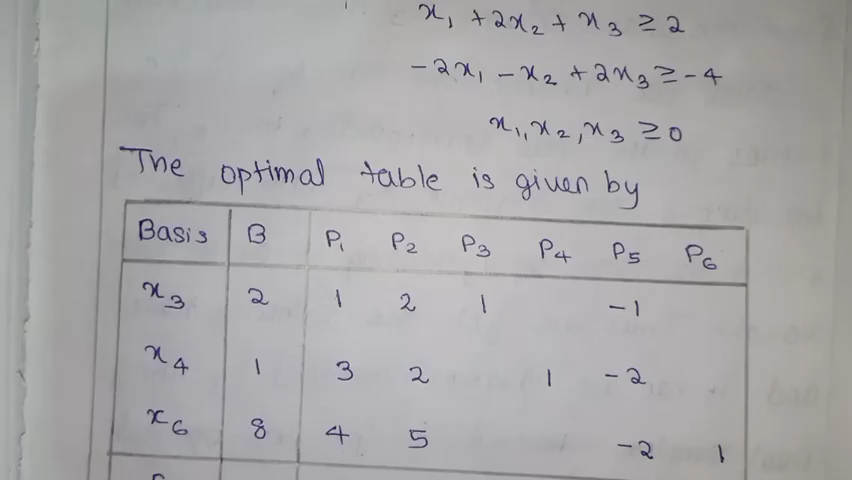 x₁ + 2x₂ + x₃ ≥ 2
-2x₁ - x₂ + 2x₃ ≥ -4
x₁, x₂, x₃ ≥ 0
The optimal table is given by
Basis B P₁ P₂ P₃ P₄ P₅ P₆
x₃ 2 1 2 1 -1
x₄ 1 3 2 1 -2
x₆ 8 4 5 -2 1